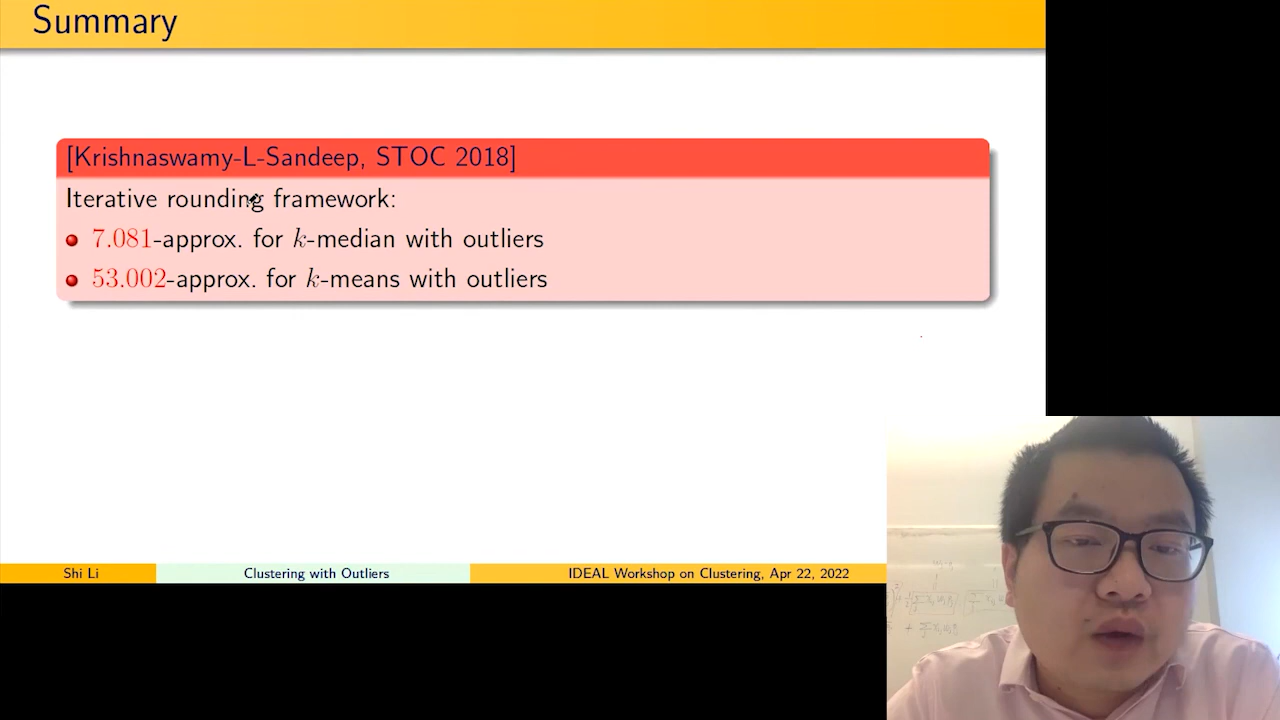 Summary
[Krishnaswamy-L-Sandeep, STOC 2018]
Iterative rounding framework:
7.081-approx. for k-median with outliers
53.002-approx. for k-means with outliers
Shi Li
Clustering with Outliers
IDEAL Workshop on Clustering, Apr 22, 2022